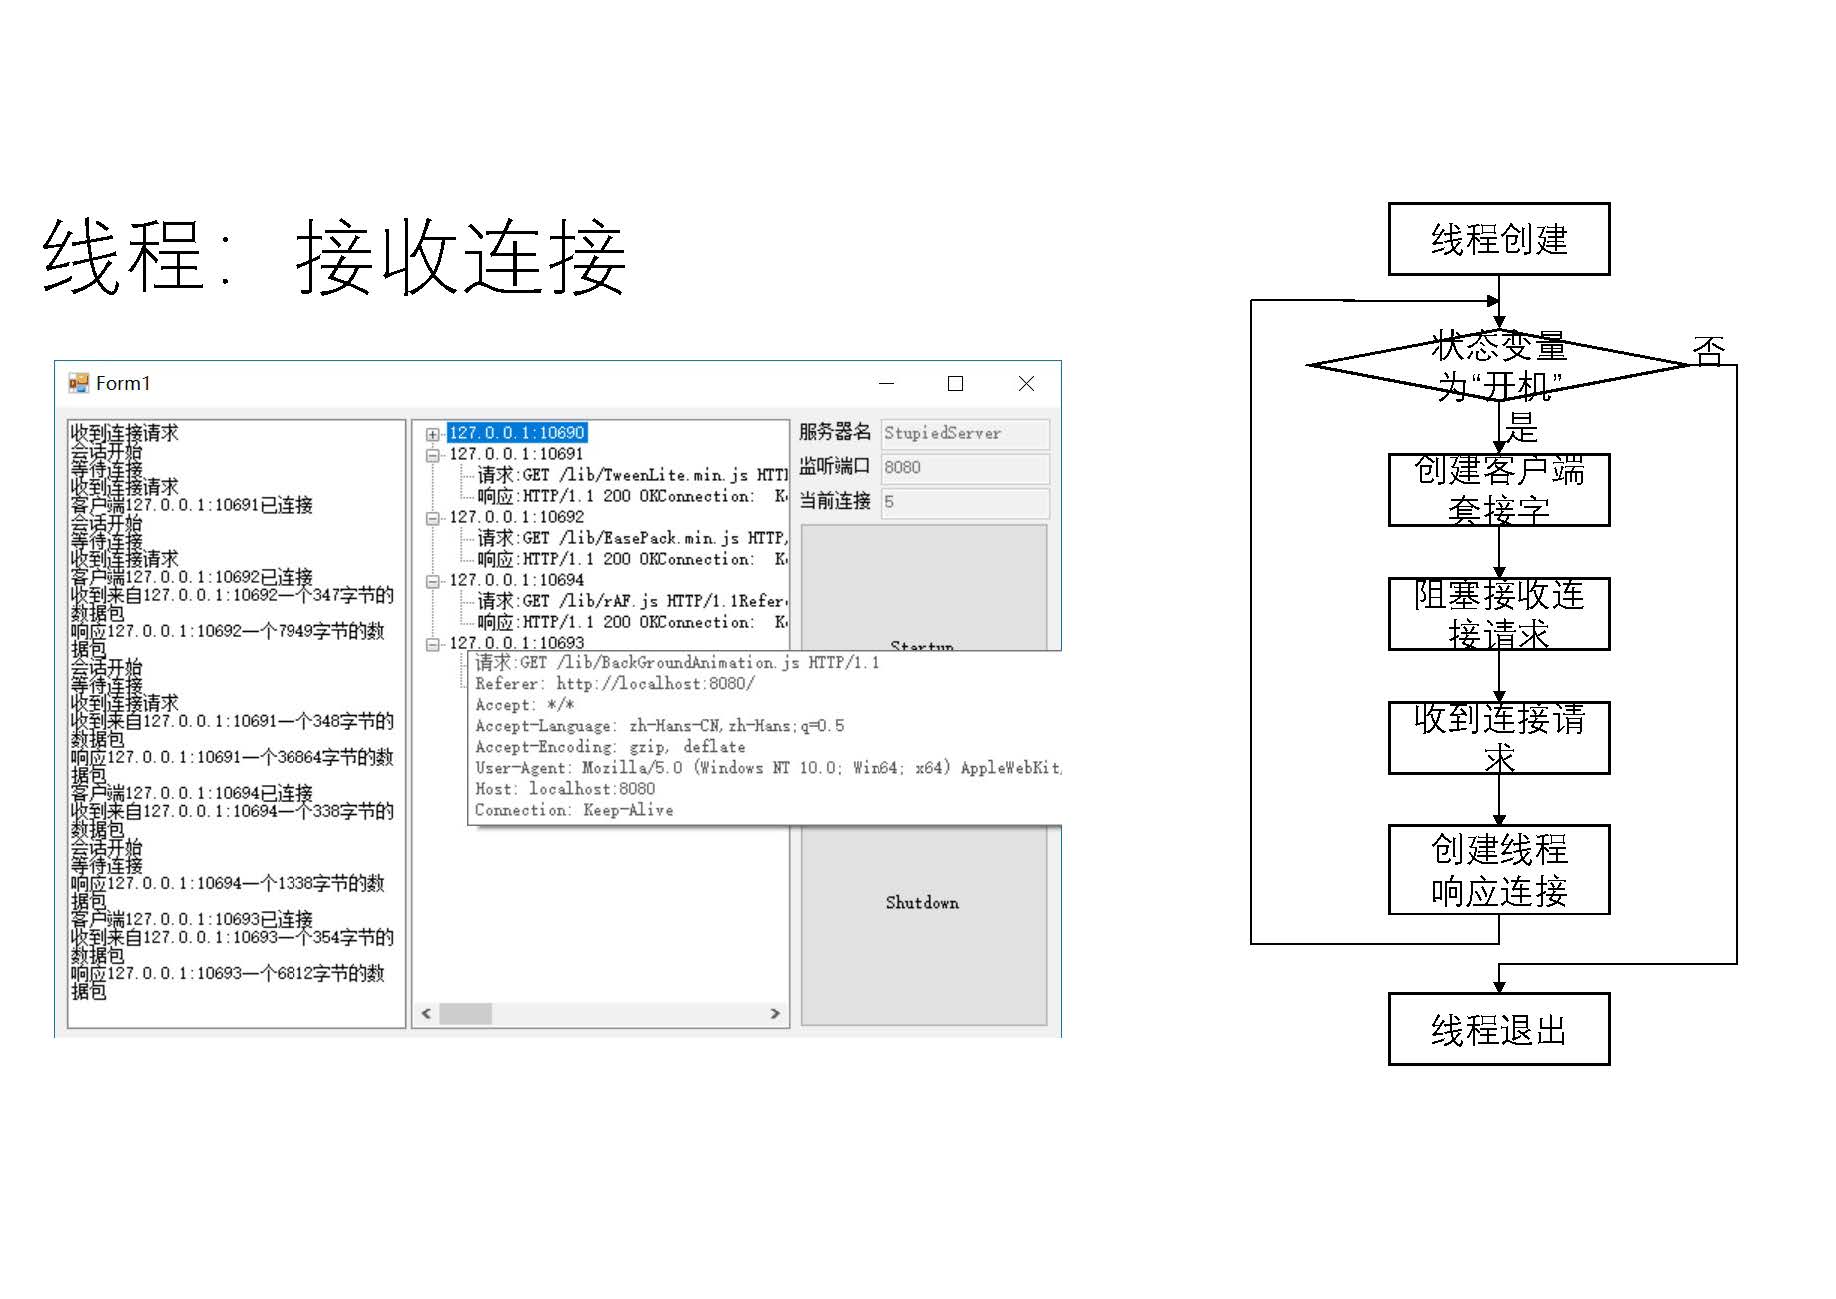 线程：接收连接
Form1
收到连接请求
会话开始
等待连接
收到连接请求
客户端127.0.0.1:10691已连接
会话开始
等待连接
收到连接请求
客户端127.0.0.1:10692已连接
收到来自127.0.0.1:10692一个347字节的
数据包
响应127.0.0.1:10692一个7949字节的数
据包
会话开始
等待连接
收到连接请求
收到来自127.0.0.1:10691一个348字节的
数据包
响应127.0.0.1:10691一个36864字节的数
据包
客户端127.0.0.1:10694已连接
收到来自127.0.0.1:10694一个338字节的
数据包
会话开始
等待连接
响应127.0.0.1:10694一个1338字节的数
据包
客户端127.0.0.1:10693已连接
收到来自127.0.0.1:10693一个354字节的
数据包
响应127.0.0.1:10693一个6812字节的数
据包
127.0.0.1:10690
127.0.0.1:10691
请求:GET /lib/TweenLite.min.js HTT
响应:HTTP/1.1 200 OKConnection: K
127.0.0.1:10692
请求:GET /lib/EasePack.min.js HTTP
响应:HTTP/1.1 200 OKConnection: K
127.0.0.1:10694
请求:GET /lib/rAF.js HTTP/1.1Refer
响应:HTTP/1.1 200 OKConnection: K
127.0.0.1:10693
请求:GET /lib/BackGroundAnimation.js HTTP/1.1
Referer: http://localhost:8080/
Accept: */*
Accept-Language: zh-Hans-CN,zh-Hans;q=0.5
Accept-Encoding: gzip, deflate
User-Agent: Mozilla/5.0 (Windows NT 10.0; Win64; x64) AppleWebKit
Host: localhost:8080
Connection: Keep-Alive
服务器名 StupiedServer
监听端口 8080
当前连接 5
Startup
Shutdown
线程创建
状态变量
为“开机”
否
是
创建客户端
套接字
阻塞接收连
接请求
收到连接请
求
创建线程
响应连接
线程退出